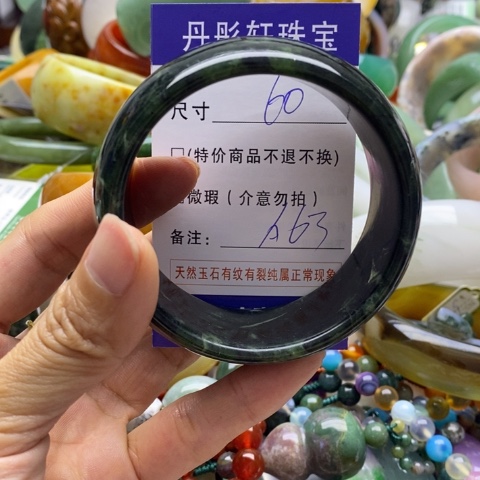 丹彤轩珠宝
尺寸 60
(特价商品不退不换)
微瑕(介意勿拍)
备注: A63
天然玉石有纹有裂纯属正常现象